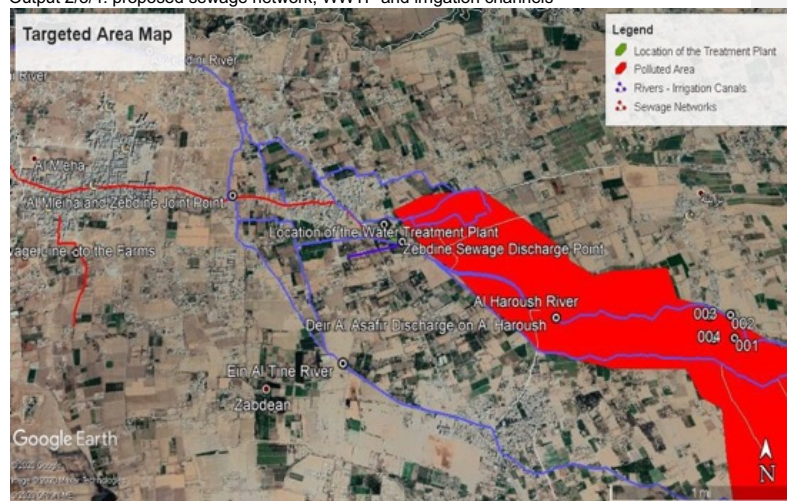 Output 2/3/1: proposed sewage network, WWTP and irrigation channels
Targeted Area Map
Legend
Location of the Treatment Plant
Polluted Area
Rivers - Irrigation Canals
Sewage Networks
River
River
Al Mleha
Al Mleiha and Zebdine Joint Point
Location of the Water Treatment Plant
Zebdine Sewage Discharge Point
to the Farms
Al Haroush River
Deir Al Asafir Discharge on Al Haroush
003
002
004
001
Ein Al Tine River
Zabdean
Google Earth
N